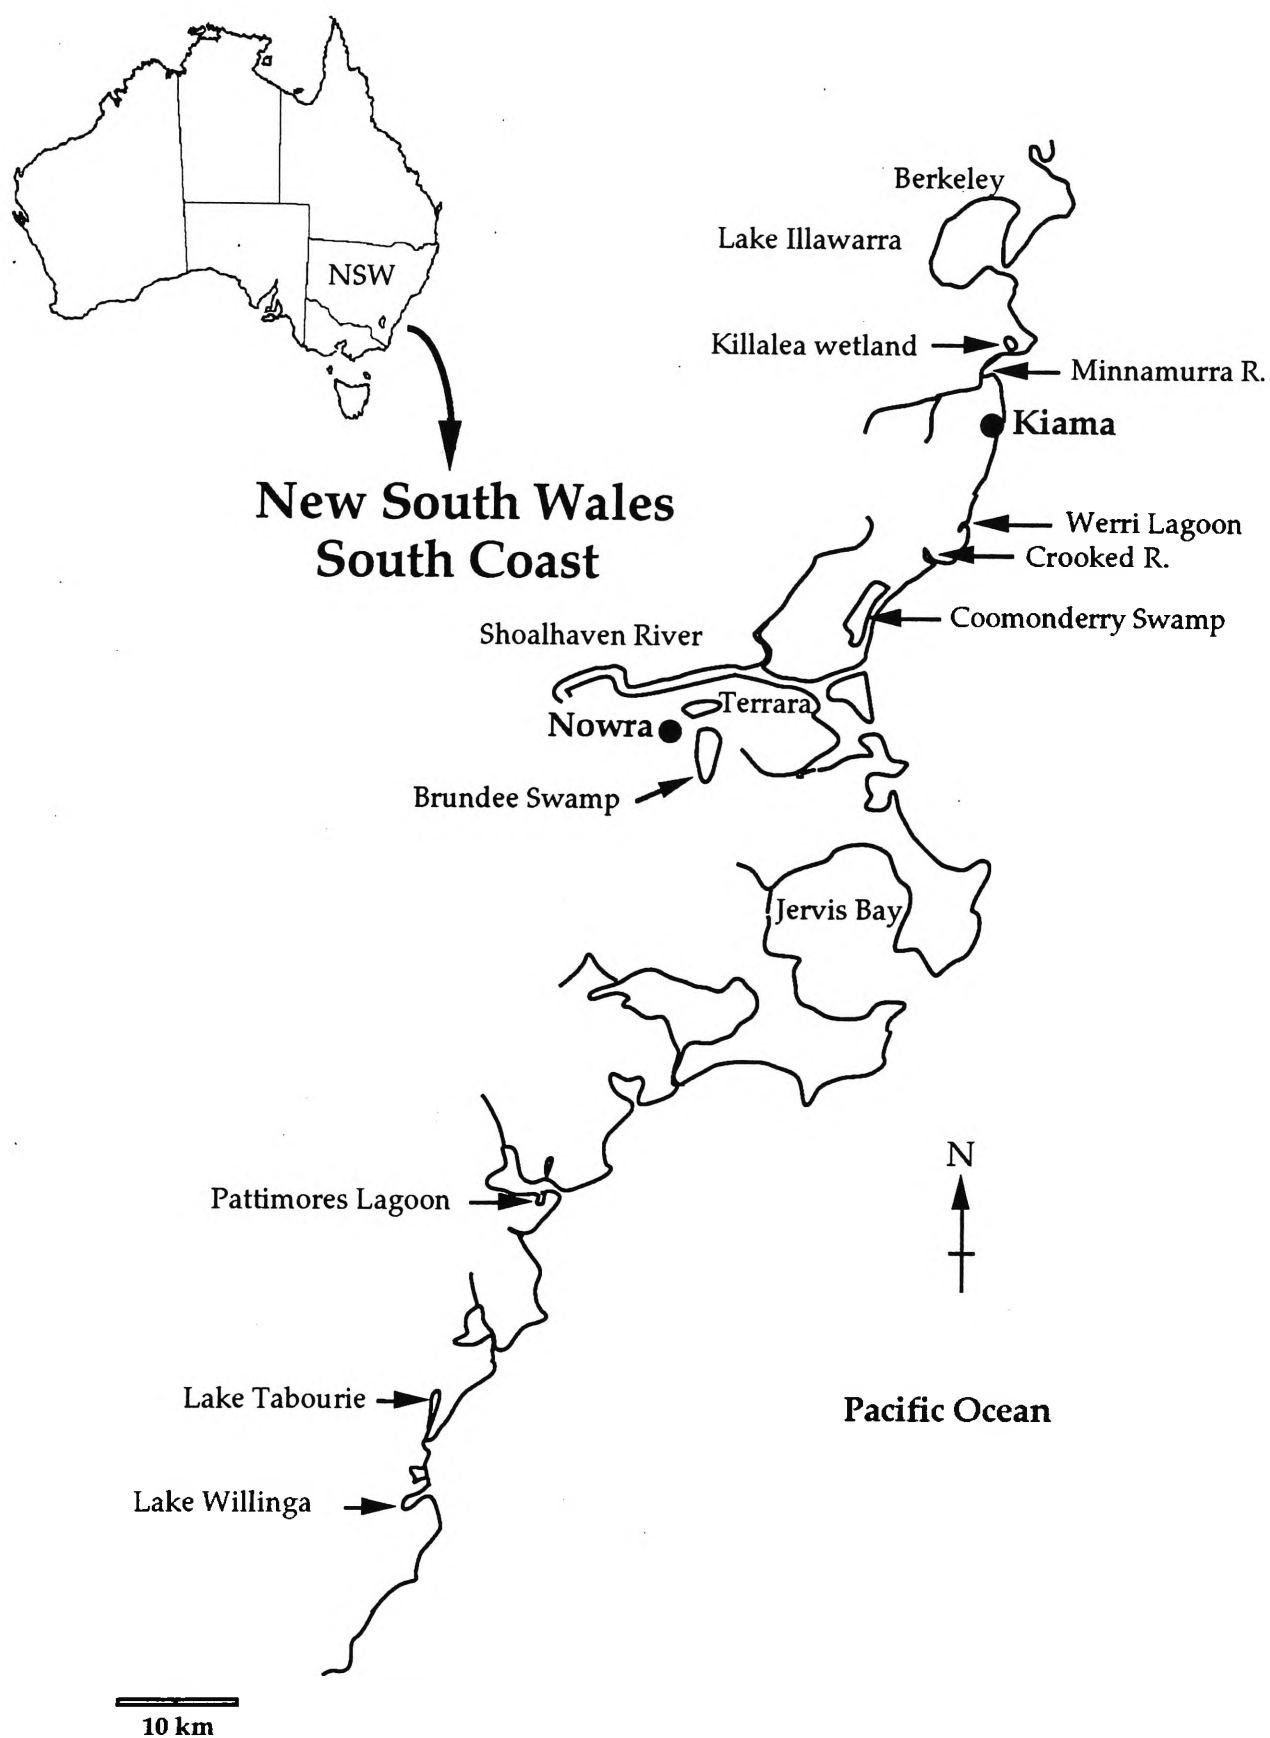 Berkeley
Lake Illawarra
NSW
Killalea wetland
Minnamurra R.
Kiama
New South Wales
South Coast
Werri Lagoon
Crooked R.
Coomonderry Swamp
Shoalhaven River
Terrara
Nowra
Brundee Swamp
Jervis Bay
N
Pattimores Lagoon
Lake Tabourie
Pacific Ocean
Lake Willinga
10 km